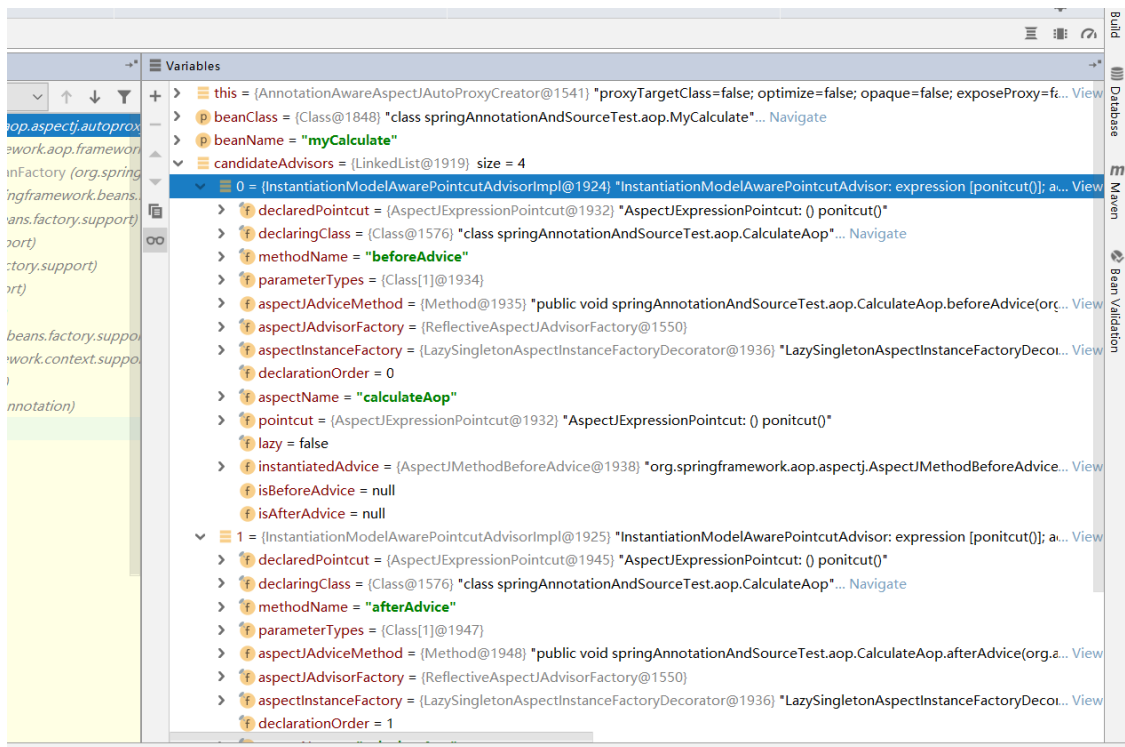 Variables
this = {AnnotationAwareAspectJAutoProxyCreator@1541} "proxyTargetClass=false; optimize=false; opaque=false; exposeProxy=fa... View
beanClass = {Class@1848} "class springAnnotationAndSourceTest.aop.MyCalculate"... Navigate
beanName = "myCalculate"
candidateAdvisors = {LinkedList@1919} size = 4
0 = {InstantiationModelAwarePointcutAdvisorImpl@1924} "InstantiationModelAwarePointcutAdvisor: expression [ponitcut()]; a... View
declaredPointcut = {AspectJExpressionPointcut@1932} "AspectJExpressionPointcut: () ponitcut()"
declaringClass = {Class@1576} "class springAnnotationAndSourceTest.aop.CalculateAop"... Navigate
methodName = "beforeAdvice"
parameterTypes = {Class[1]@1934}
aspectJAdviceMethod = {Method@1935} "public void springAnnotationAndSourceTest.aop.CalculateAop.beforeAdvice(org... View
aspectJAdvisorFactory = {ReflectiveAspectJAdvisorFactory@1550}
aspectInstanceFactory = {LazySingletonAspectInstanceFactoryDecorator@1936} "LazySingletonAspectInstanceFactoryDecor... View
declarationOrder = 0
aspectName = "calculateAop"
pointcut = {AspectJExpressionPointcut@1932} "AspectJExpressionPointcut: () ponitcut()"
lazy = false
instantiatedAdvice = {AspectJMethodBeforeAdvice@1938} "org.springframework.aop.aspectj.AspectJMethodBeforeAdvice... View
isBeforeAdvice = null
isAfterAdvice = null
1 = {InstantiationModelAwarePointcutAdvisorImpl@1925} "InstantiationModelAwarePointcutAdvisor: expression [ponitcut()]; a... View
declaredPointcut = {AspectJExpressionPointcut@1945} "AspectJExpressionPointcut: () ponitcut()"
declaringClass = {Class@1576} "class springAnnotationAndSourceTest.aop.CalculateAop"... Navigate
methodName = "afterAdvice"
parameterTypes = {Class[1]@1947}
aspectJAdviceMethod = {Method@1948} "public void springAnnotationAndSourceTest.aop.CalculateAop.afterAdvice(org.a... View
aspectJAdvisorFactory = {ReflectiveAspectJAdvisorFactory@1550}
aspectInstanceFactory = {LazySingletonAspectInstanceFactoryDecorator@1936} "LazySingletonAspectInstanceFactoryDecor... View
declarationOrder = 1
aop.aspectj.autoprox
ework.aop.framewor
anFactory (org.spring
ngframework.beans.
eans.factory.support)
port)
ctory.support)
ort)
beans.factory.suppo
ework.context.suppo
)
nnotation)
Build
Database
Maven
Bean Validation